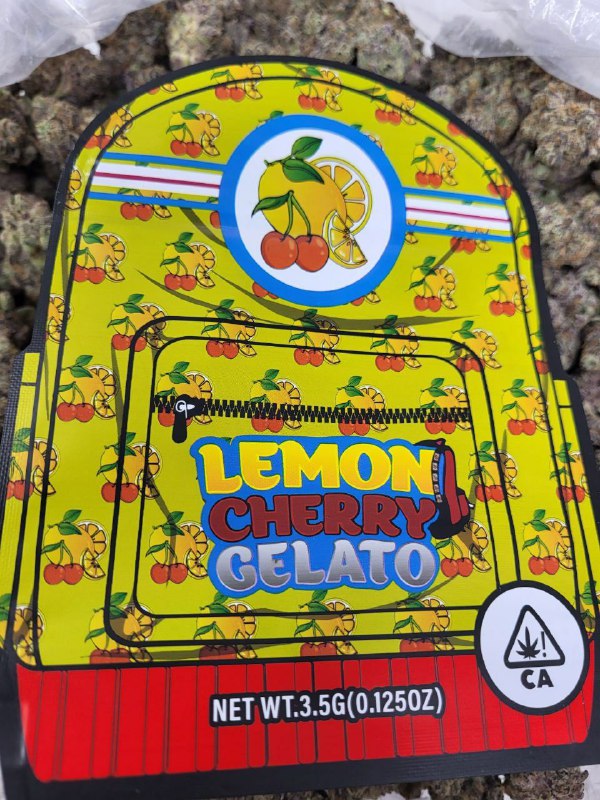 LEMON
CHERRY
GELATO
CA
NET WT.3.5G(0.125OZ)